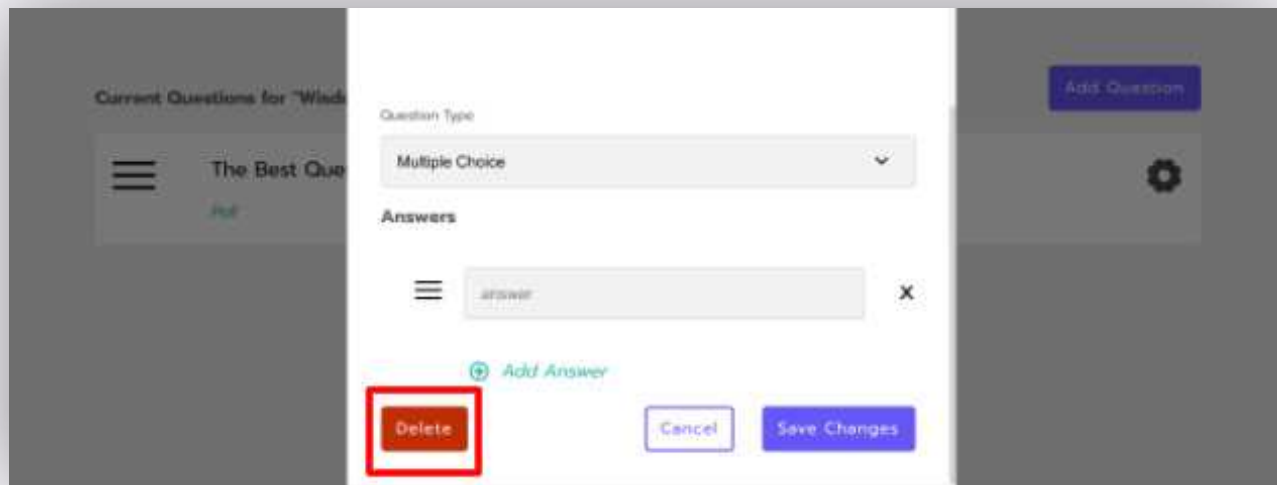 Current Questions for "Wisd
Add Question
The Best Que
Poll
Question Type
Multiple Choice
Answers
answer
X
Add Answer
Delete
Cancel
Save Changes